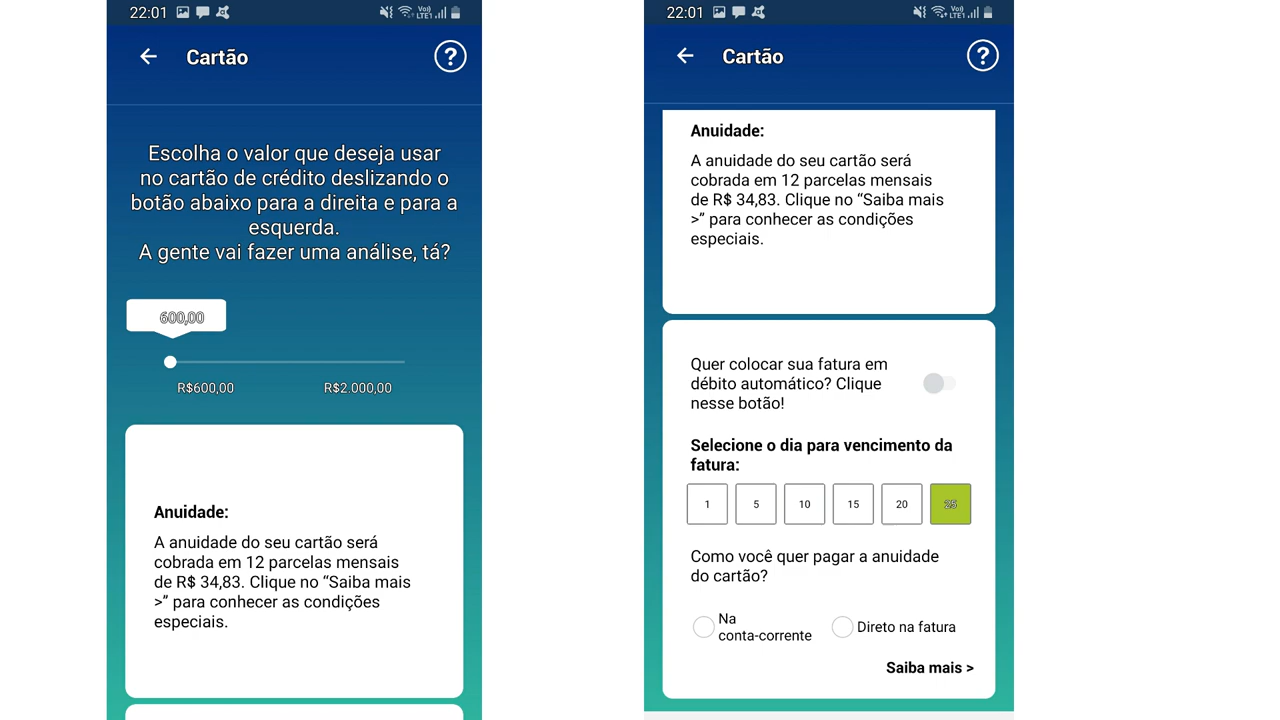 22:01
Cartão
?
Escolha o valor que deseja usar
no cartão de crédito deslizando o
botão abaixo para a direita e para a
esquerda.
A gente vai fazer uma análise, tá?
600,00
R$600,00 R$2.000,00
Anuidade:
A anuidade do seu cartão será
cobrada em 12 parcelas mensais
de R$ 34,83. Clique no “Saiba mais
>” para conhecer as condições
especiais.
22:01
Vo))
LTE1
Cartão
?
Anuidade:
A anuidade do seu cartão será
cobrada em 12 parcelas mensais
de R$ 34,83. Clique no “Saiba mais
>” para conhecer as condições
especiais.
Quer colocar sua fatura em
débito automático? Clique
nesse botão!
Selecione o dia para vencimento da
fatura:
1 5 10 15 20 25
Como você quer pagar a anuidade
do cartão?
Na
conta-corrente
Direto na fatura
Saiba mais >